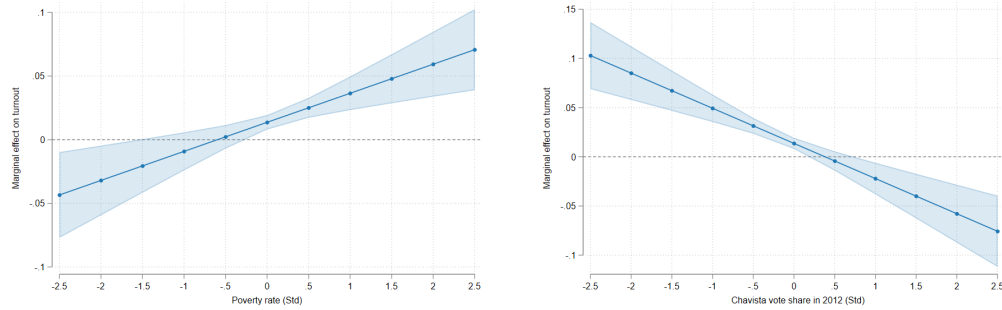 Marginal effect on turnout
.1
.05
0
-.05
-.1
-2.5 -2 -1.5 -1 -.5 0 .5 1 1.5 2 2.5
Poverty rate (Std)
Marginal effect on turnout
.15
.1
.05
0
-.05
-.1
-2.5 -2 -1.5 -1 -.5 0 .5 1 1.5 2 2.5
Chavista vote share in 2012 (Std)